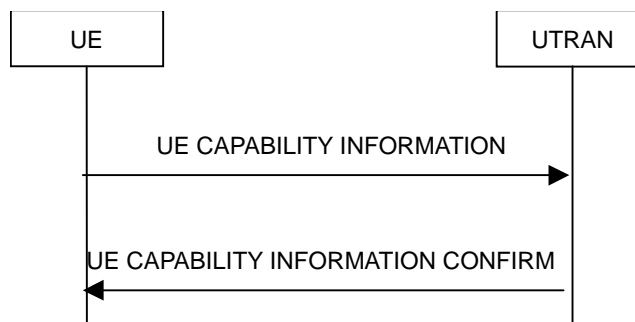 UE
UTRAN
UE CAPABILITY INFORMATION
UE CAPABILITY INFORMATION CONFIRM